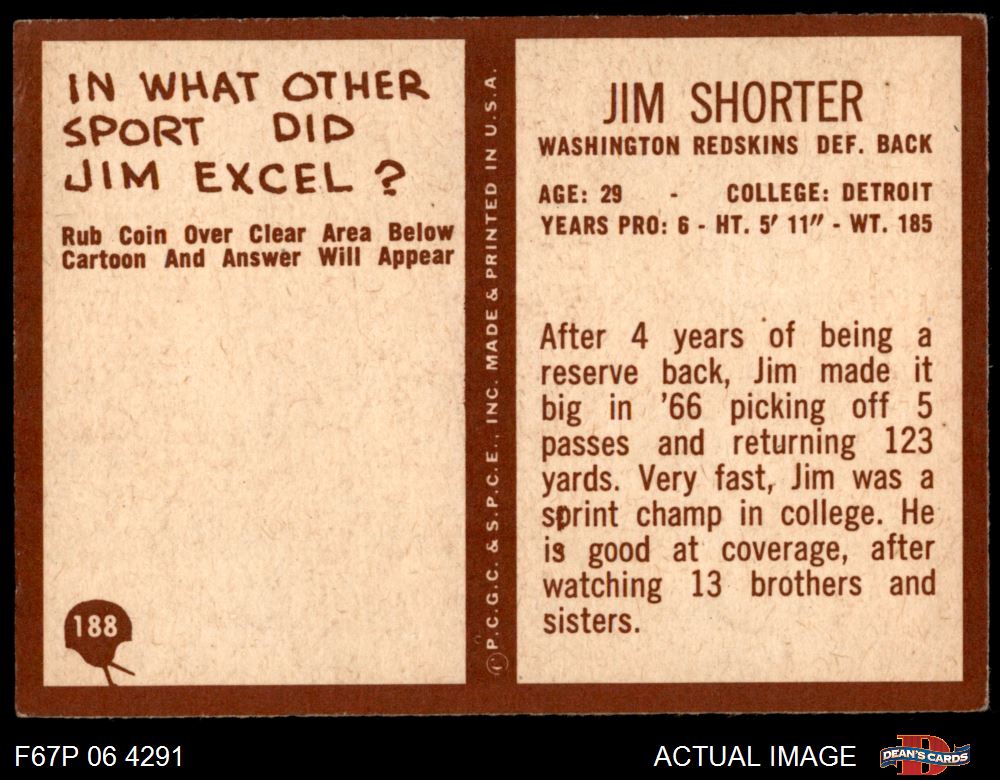 IN WHAT OTHER
SPORT DID
JIM EXCEL ?
Rub Coin Over Clear Area Below
Cartoon And Answer Will Appear
188
© P.C.G.C. & S.P.C.E., INC. MADE & PRINTED IN U.S.A.
JIM SHORTER
WASHINGTON REDSKINS DEF. BACK
AGE: 29 - COLLEGE: DETROIT
YEARS PRO: 6 - HT. 5' 11" - WT. 185
After 4 years of being a
reserve back, Jim made it
big in '66 picking off 5
passes and returning 123
yards. Very fast, Jim was a
sprint champ in college. He
is good at coverage, after
watching 13 brothers and
sisters.
F67P 06 4291
ACTUAL IMAGE
DEAN'S CARDS